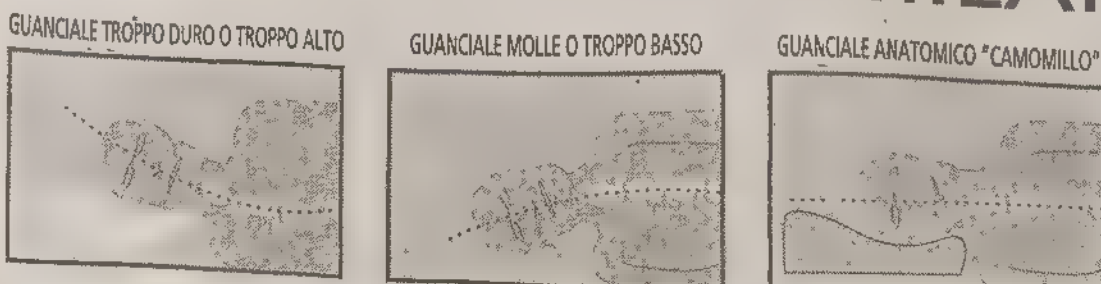 GUANCIALE TROPPO DURO O TROPPO ALTO
GUANCIALE MOLLE O TROPPO BASSO
GUANCIALE ANATOMICO "CAMOMILLO"